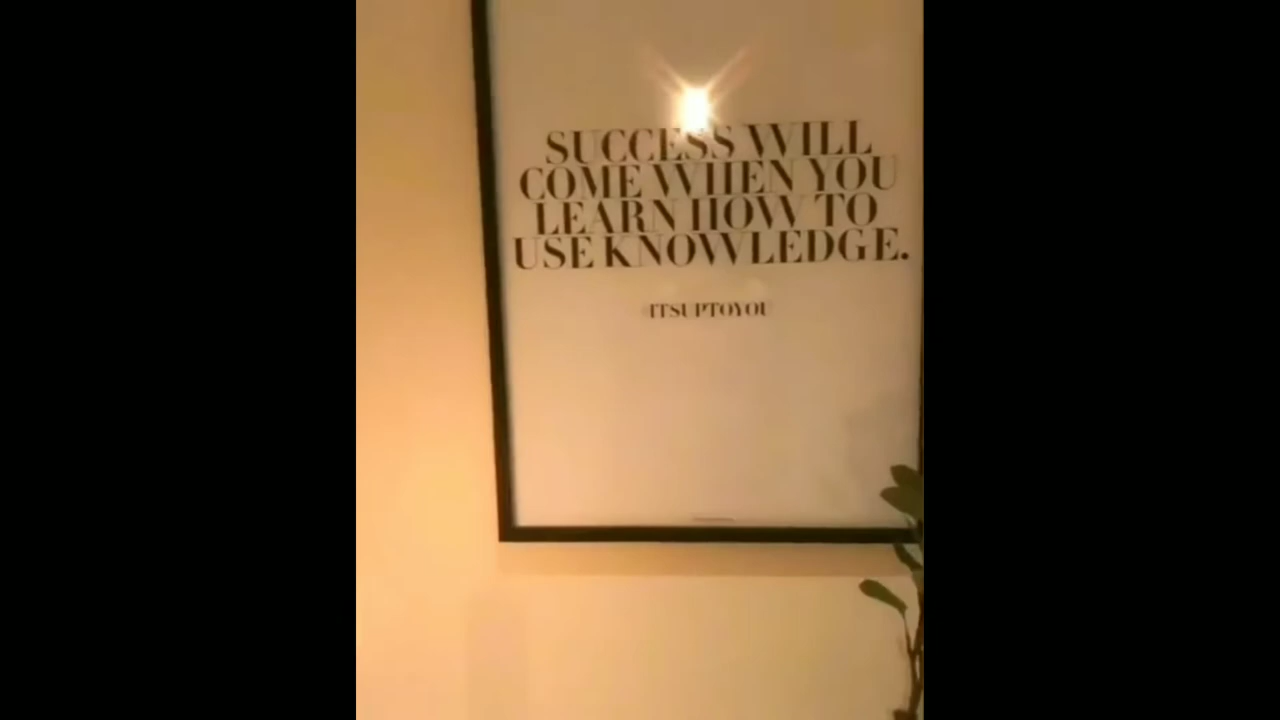 SUCCESS WILL
COME WHEN YOU
LEARN HOW TO
USE KNOWLEDGE.
ITSUPTOYOU